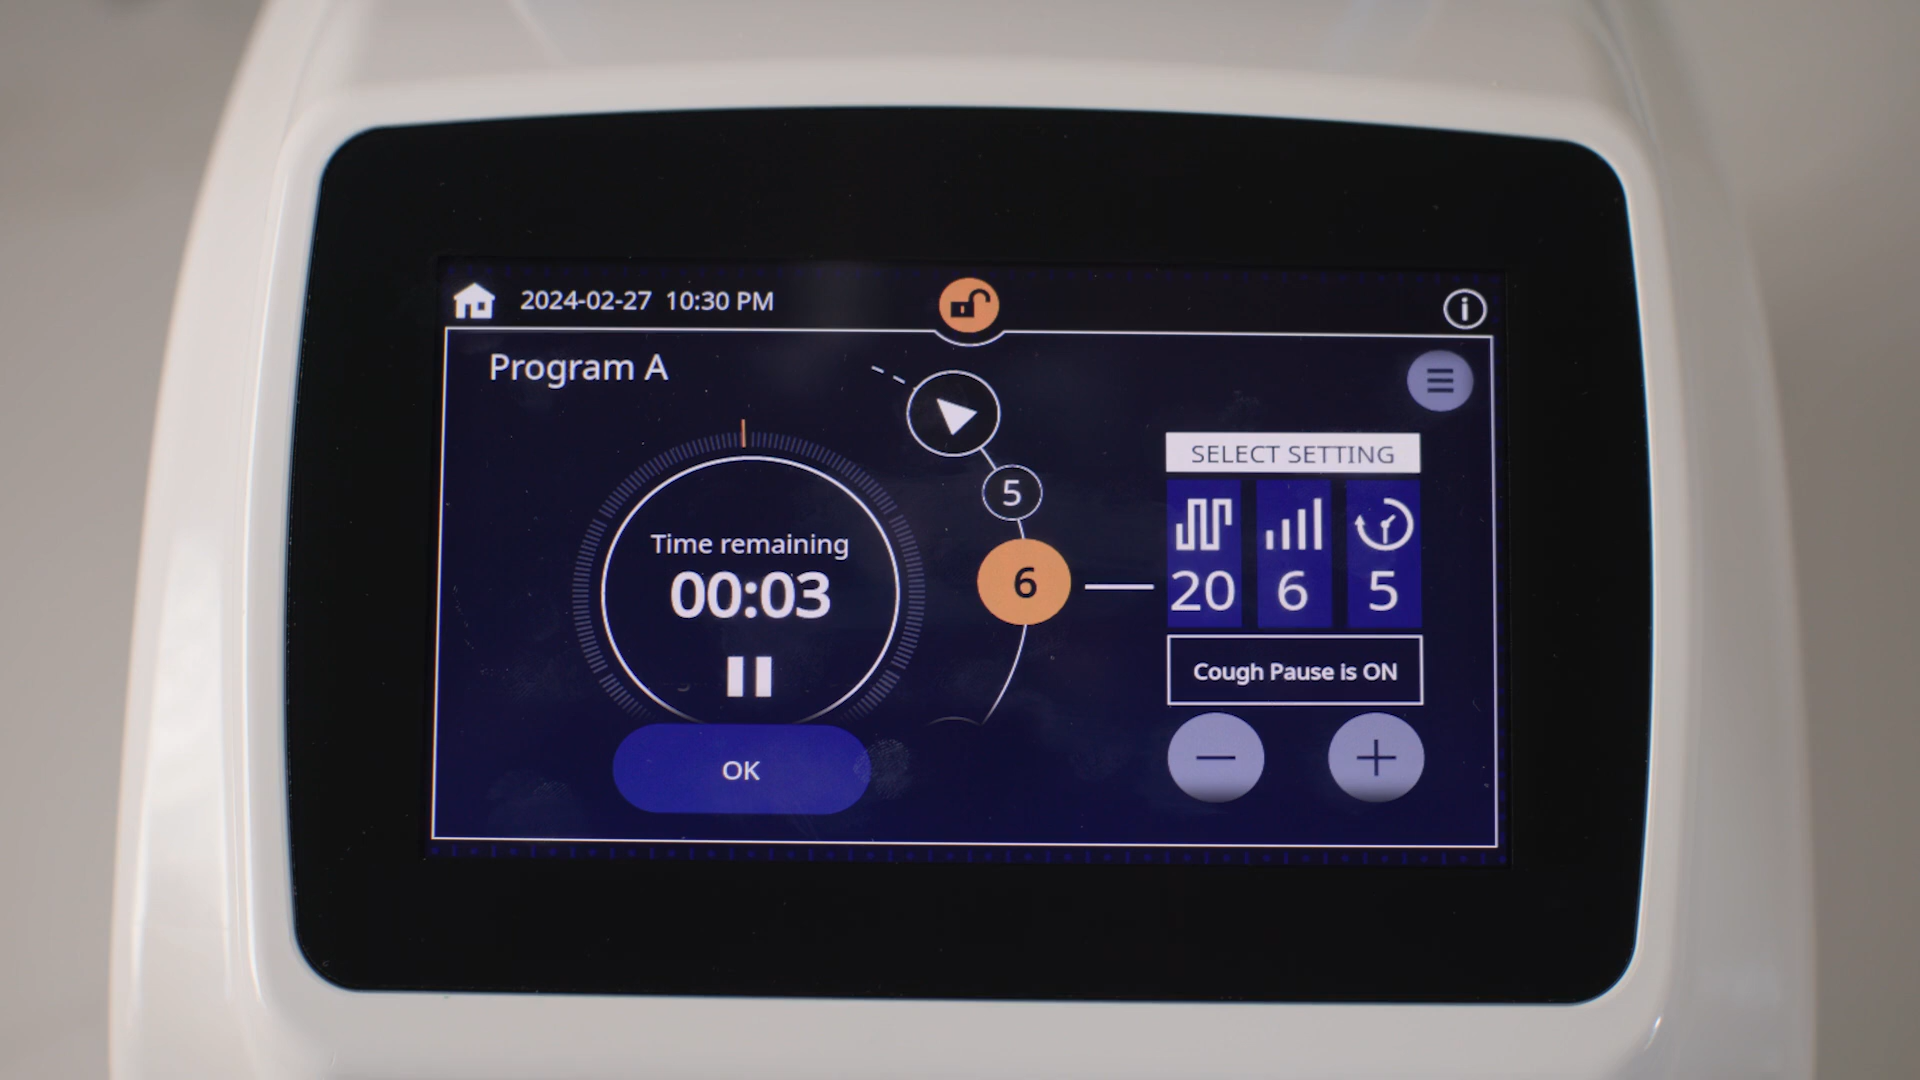 2024-02-27 10:30 PM
Program A
5
SELECT SETTING
Time remaining
00:03
6
20 6 5
Cough Pause is ON
OK